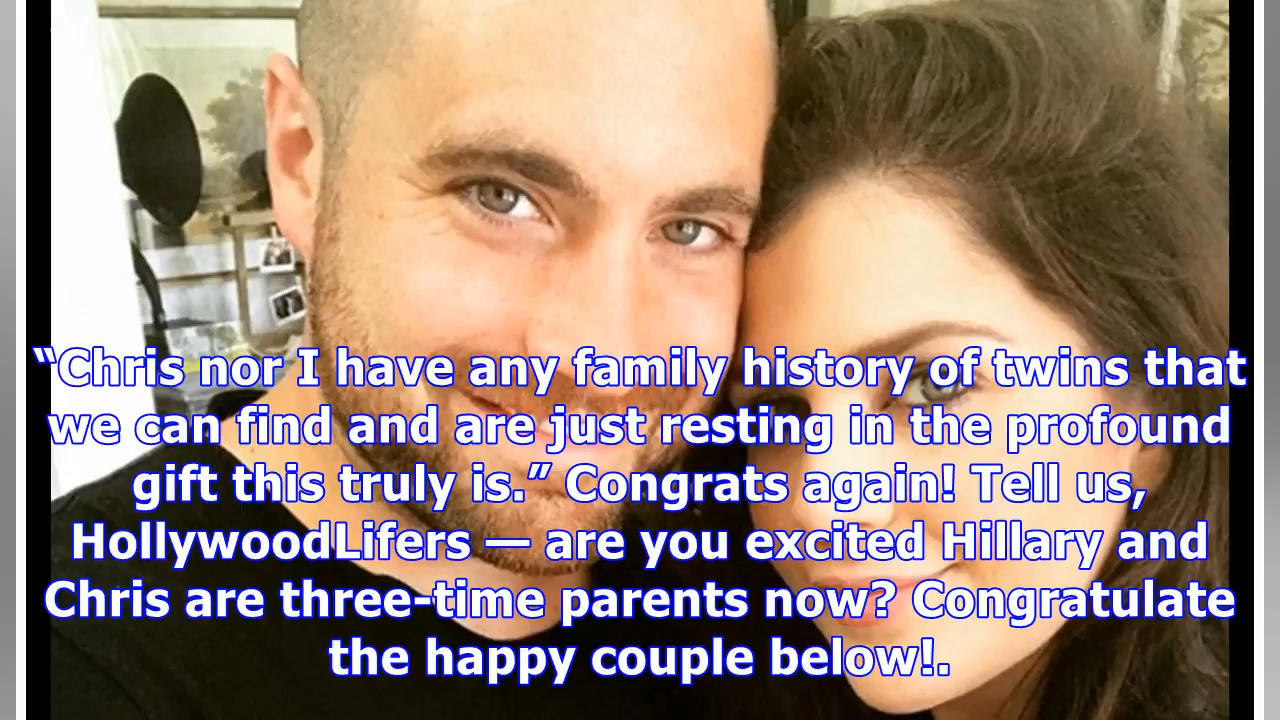 “Chris nor I have any family history of twins that
we can find and are just resting in the profound
gift this truly is.” Congrats again! Tell us,
HollywoodLifers — are you excited Hillary and
Chris are three-time parents now? Congratulate
the happy couple below!.